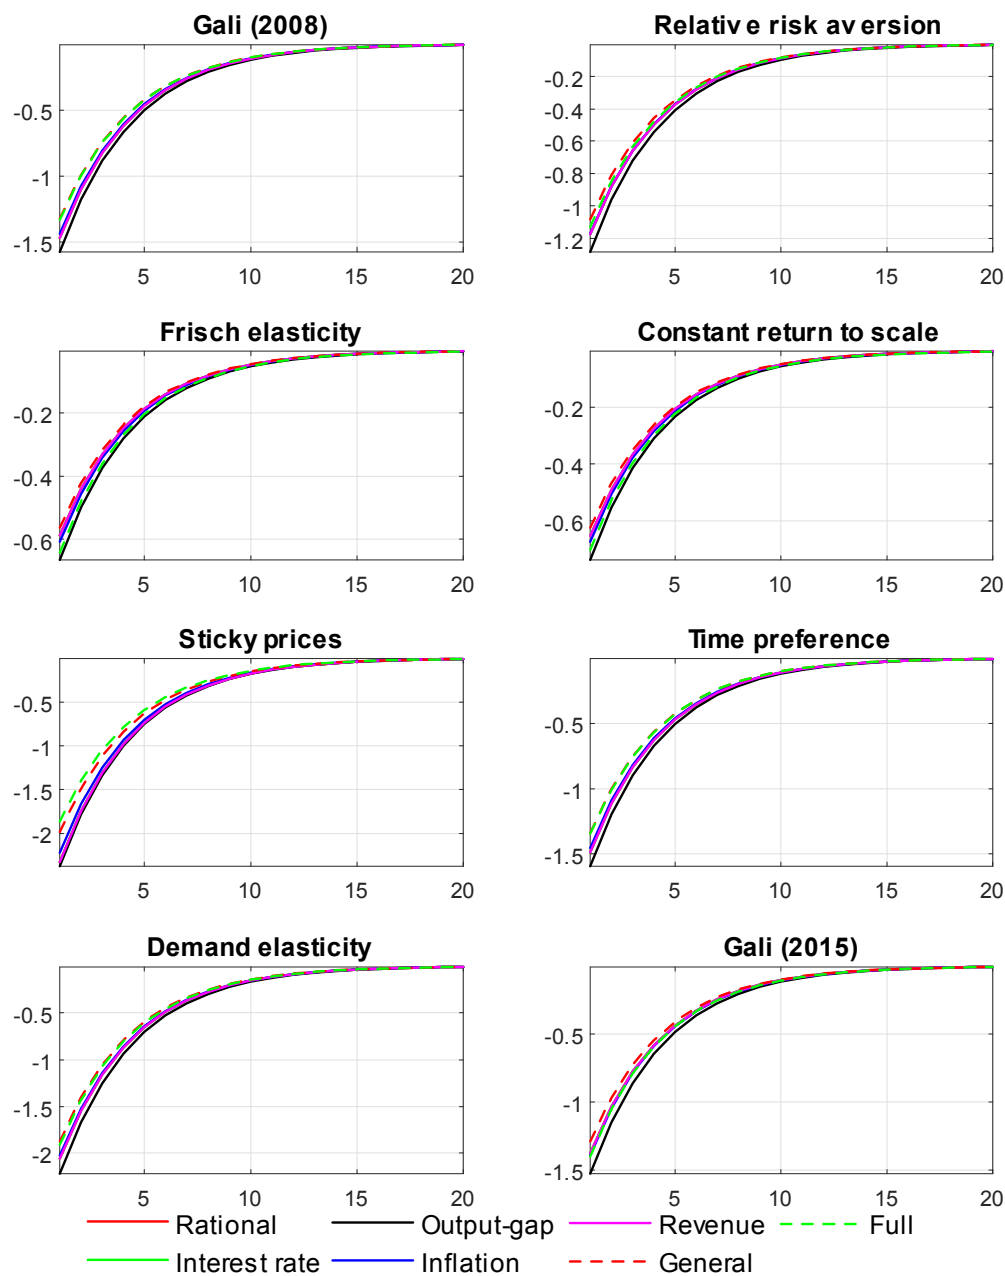 Gali (2008)
-0.5
-1
-1.5
5 10 15 20
Relative risk aversion
-0.2
-0.4
-0.6
-0.8
-1
-1.2
5 10 15 20
Frisch elasticity
-0.2
-0.4
-0.6
5 10 15 20
Constant return to scale
-0.2
-0.4
-0.6
5 10 15 20
Sticky prices
-0.5
-1
-1.5
-2
5 10 15 20
Time preference
-0.5
-1
-1.5
5 10 15 20
Demand elasticity
-0.5
-1
-1.5
-2
5 10 15 20
Gali (2015)
-0.5
-1
-1.5
5 10 15 20
Rational Output-gap Revenue Full
Interest rate Inflation General